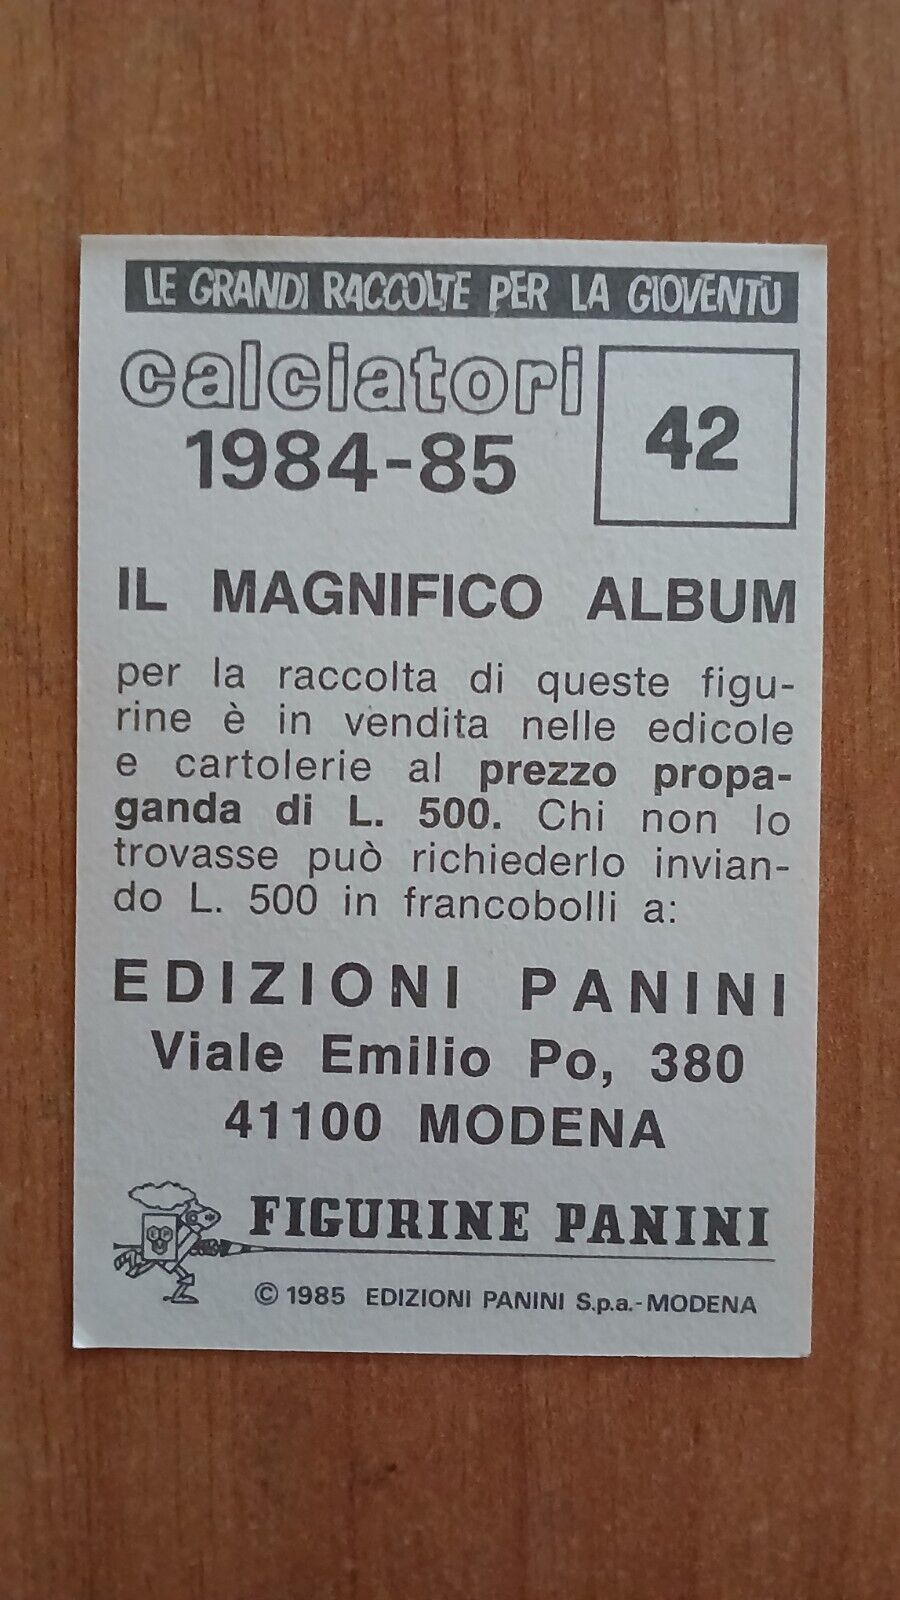 LE GRANDI RACCOLTE PER LA GIOVENTÙ
calciatori
1984-85
42
IL MAGNIFICO ALBUM
per la raccolta di queste figu-
rine è in vendita nelle edicole
e cartolerie al prezzo propa-
ganda di L. 500. Chi non lo
trovasse può richiederlo invian-
do L. 500 in francobolli a:
EDIZIONI PANINI
Viale Emilio Po, 380
41100 MODENA
FIGURINE PANINI
© 1985 EDIZIONI PANINI S.p.a.-MODENA